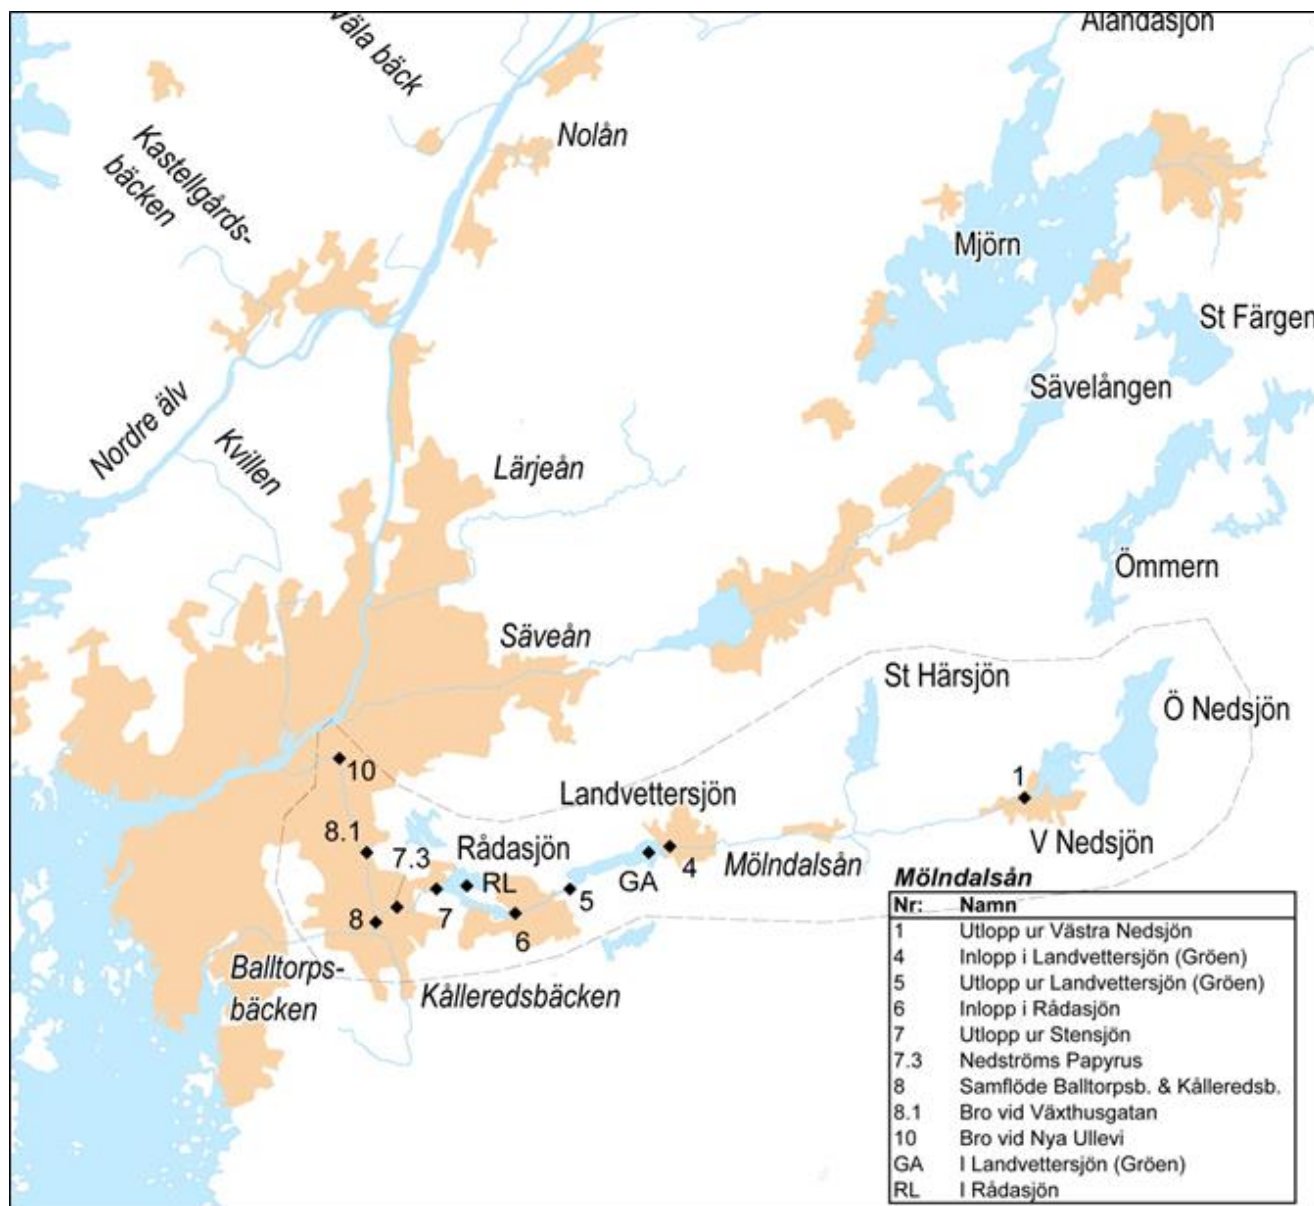 Väla bäck
Ålandasjön
Nolån
Kastellgårds-
bäcken
Mjörn
St Färgen
Sävelången
Nordre älv
Kvillen
Lärjeån
Ömmern
Säveån
St Härsjön
Ö Nedsjön
10
Landvettersjön
1
8.1
7.3
Rådasjön
RL
GA
4
Mölndalsån
V Nedsjön
8
7
6
5
Balltorps-
bäcken
Kålleredsbäcken
Mölndalsån
Nr: Namn
1 Utlopp ur Västra Nedsjön
4 Inlopp i Landvettersjön (Gröen)
5 Utlopp ur Landvettersjön (Gröen)
6 Inlopp i Rådasjön
7 Utlopp ur Stensjön
7.3 Nedströms Papyrus
8 Samflöde Balltorpsb. & Kålleredsb.
8.1 Bro vid Växthusgatan
10 Bro vid Nya Ullevi
GA I Landvettersjön (Gröen)
RL I Rådasjön